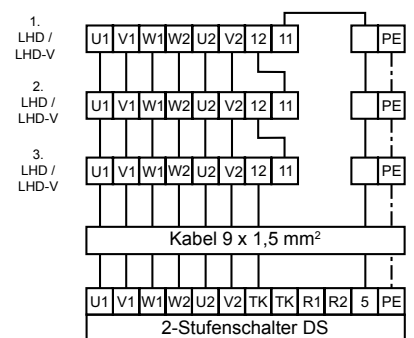 1.
LHD /
LHD-V
U1 V1 W1 W2 U2 V2 12 11 PE
2.
LHD /
LHD-V
U1 V1 W1 W2 U2 V2 12 11 PE
3.
LHD /
LHD-V
U1 V1 W1 W2 U2 V2 12 11 PE
Kabel 9 x 1,5 mm²
U1 V1 W1 W2 U2 V2 TK TK R1 R2 5 PE
2-Stufenschalter DS